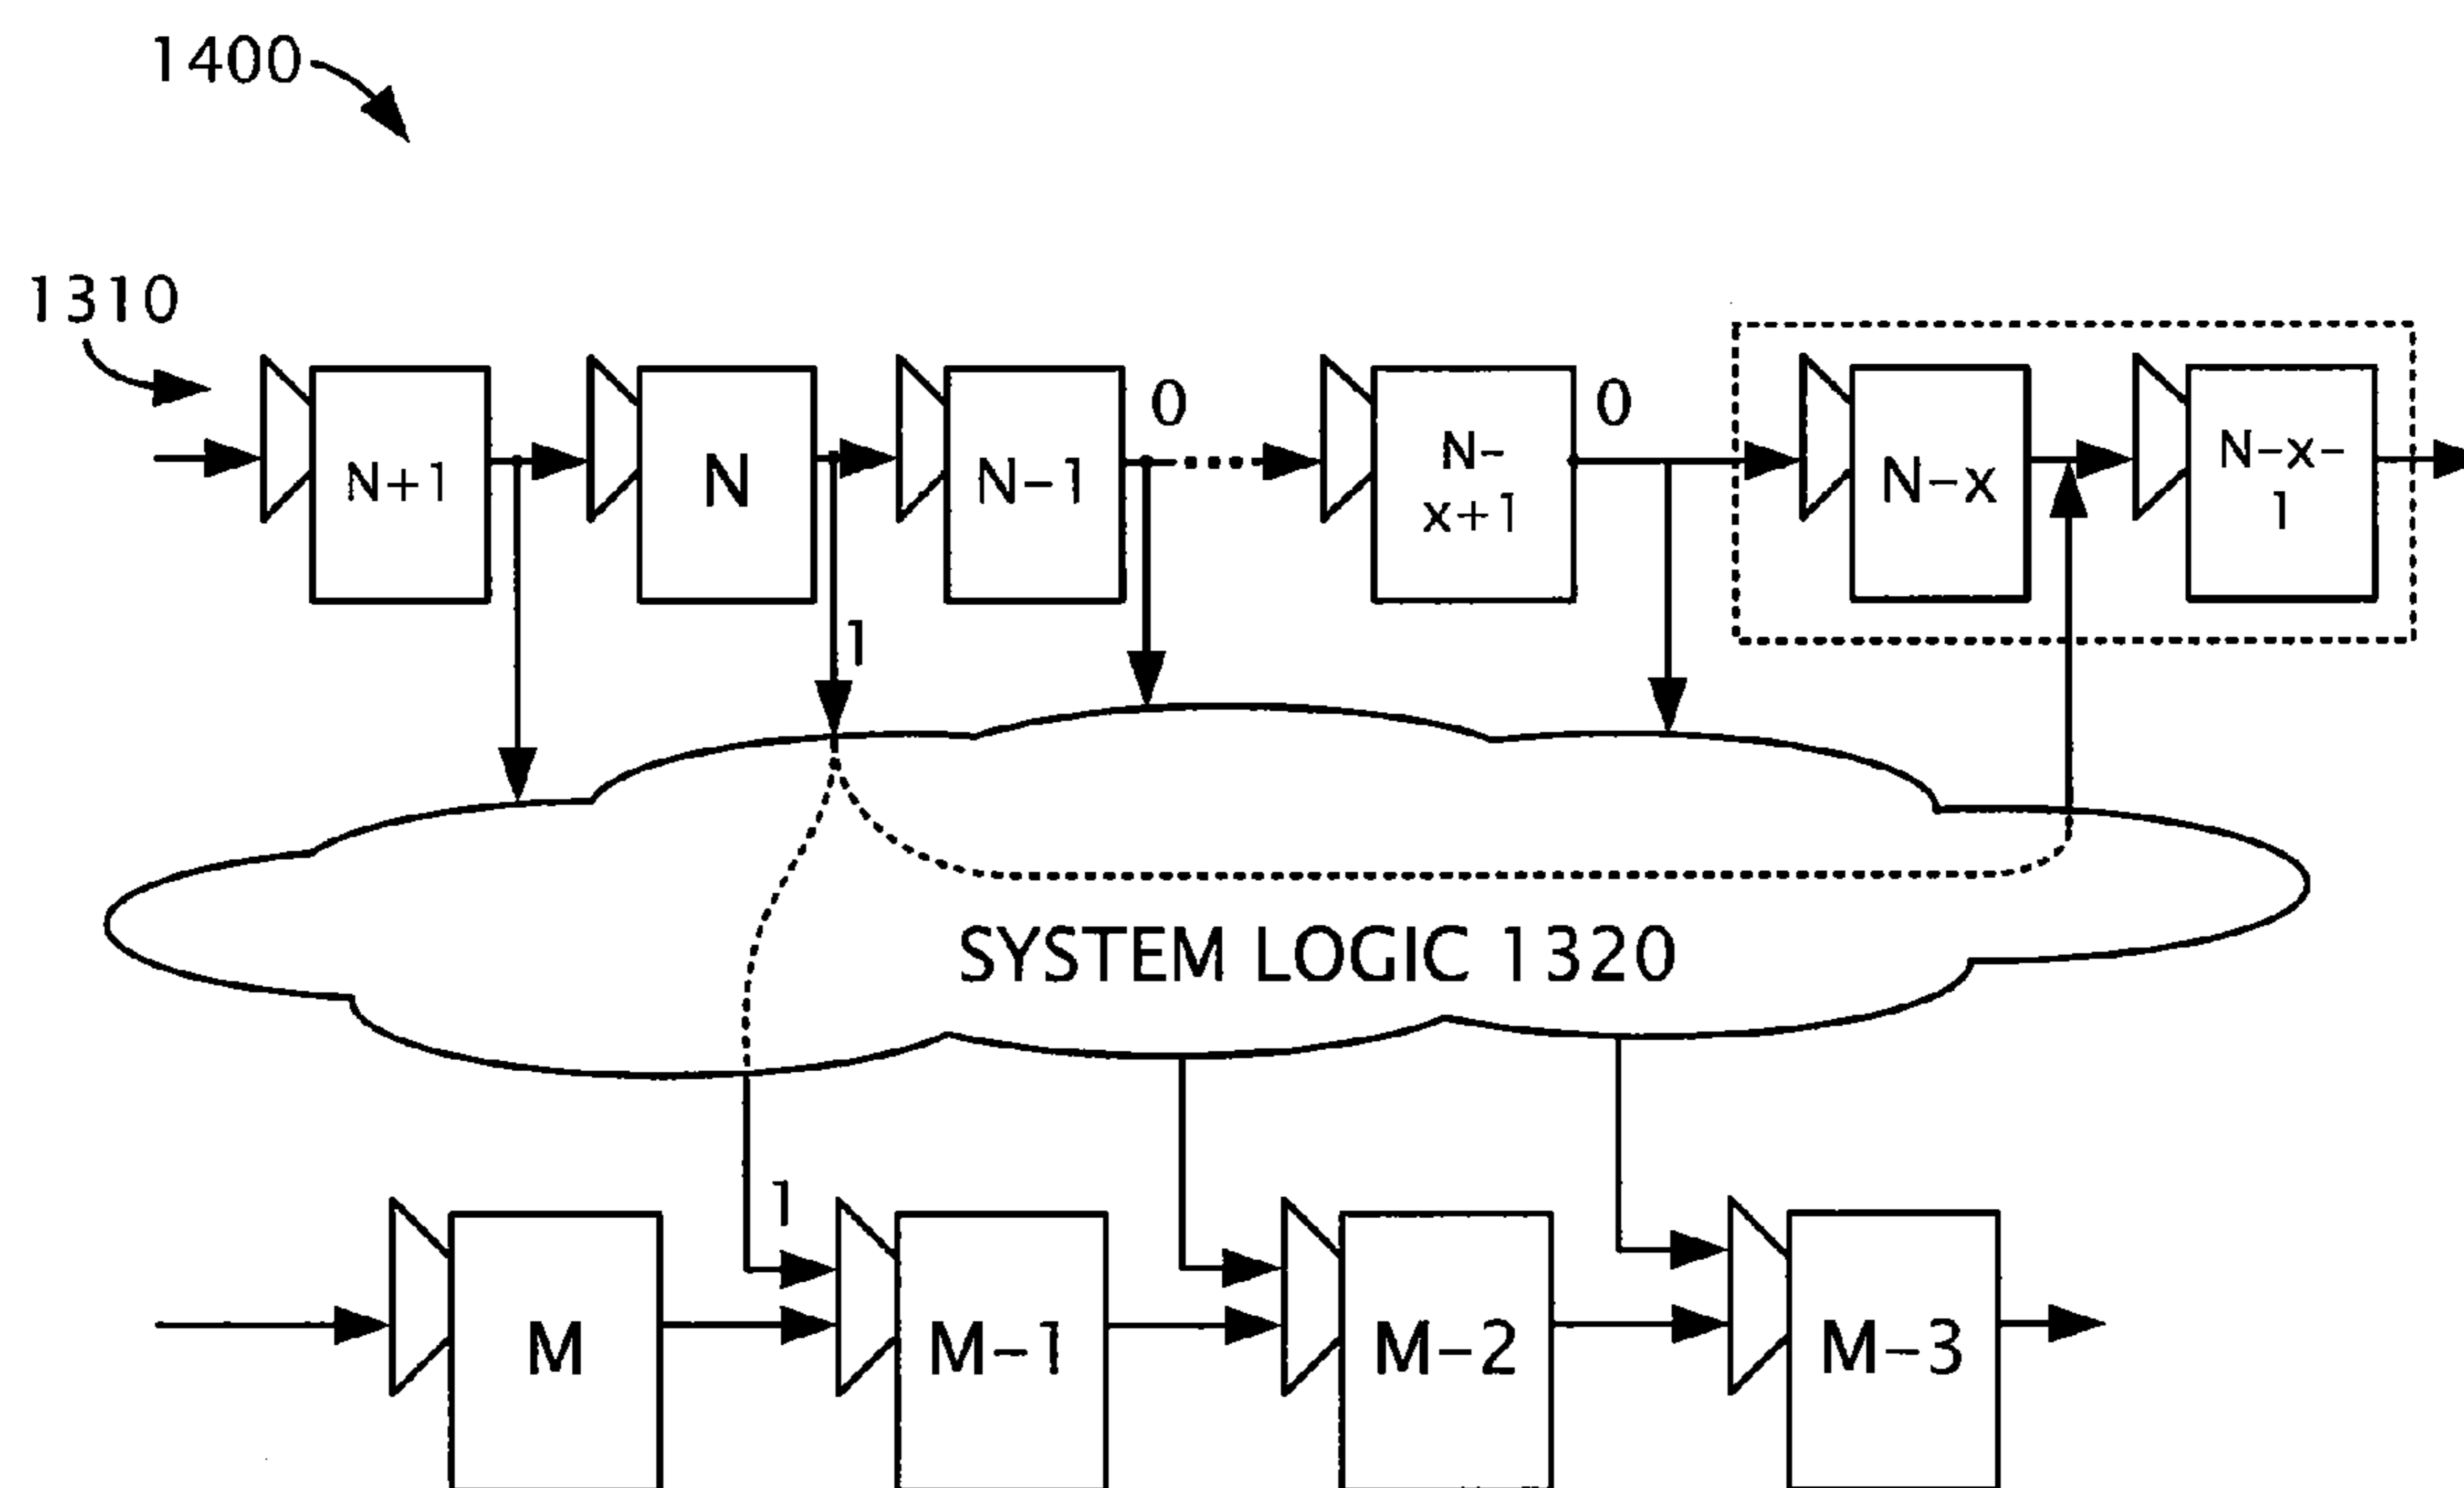 1400
1310
N+1
N
N-1
0
N-
x+1
0
N-x
N-x-
1
1
SYSTEM LOGIC 1320
1
M
M-1
M-2
M-3